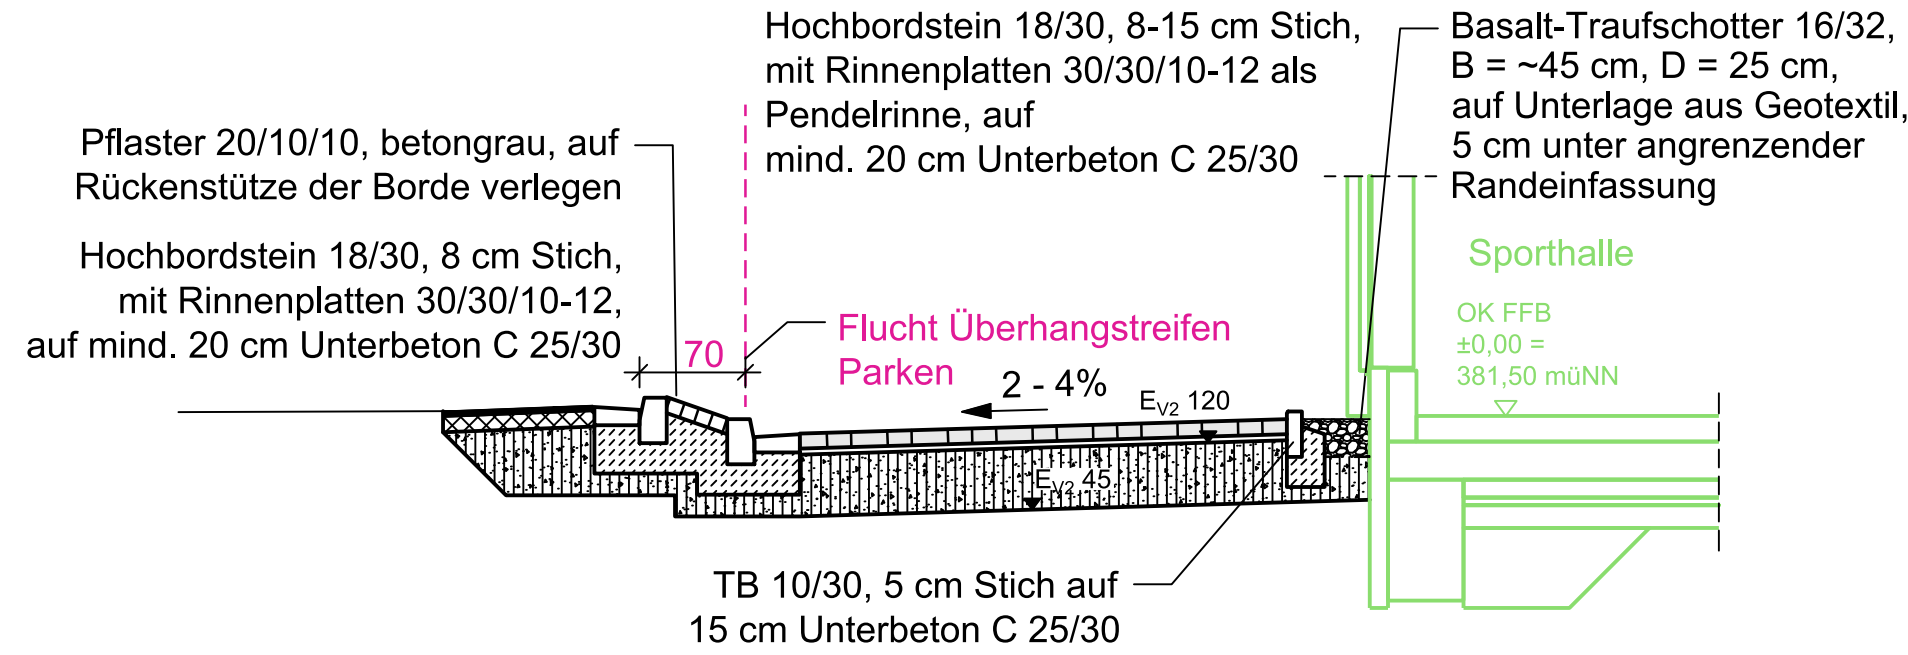 Hochbordstein 18/30, 8-15 cm Stich,
mit Rinnenplatten 30/30/10-12 als
Pendelrinne, auf
mind. 20 cm Unterbeton C 25/30
Basalt-Traufschotter 16/32,
B = ~45 cm, D = 25 cm,
auf Unterlage aus Geotextil,
5 cm unter angrenzender
Randeinfassung
Pflaster 20/10/10, betongrau, auf
Rückenstütze der Borde verlegen
Hochbordstein 18/30, 8 cm Stich,
mit Rinnenplatten 30/30/10-12,
auf mind. 20 cm Unterbeton C 25/30
70
Flucht Überhangstreifen
Parken
2 - 4%
EV2 120
EV2 45
Sporthalle
OK FFB
±0,00 =
381,50 müNN
TB 10/30, 5 cm Stich auf
15 cm Unterbeton C 25/30